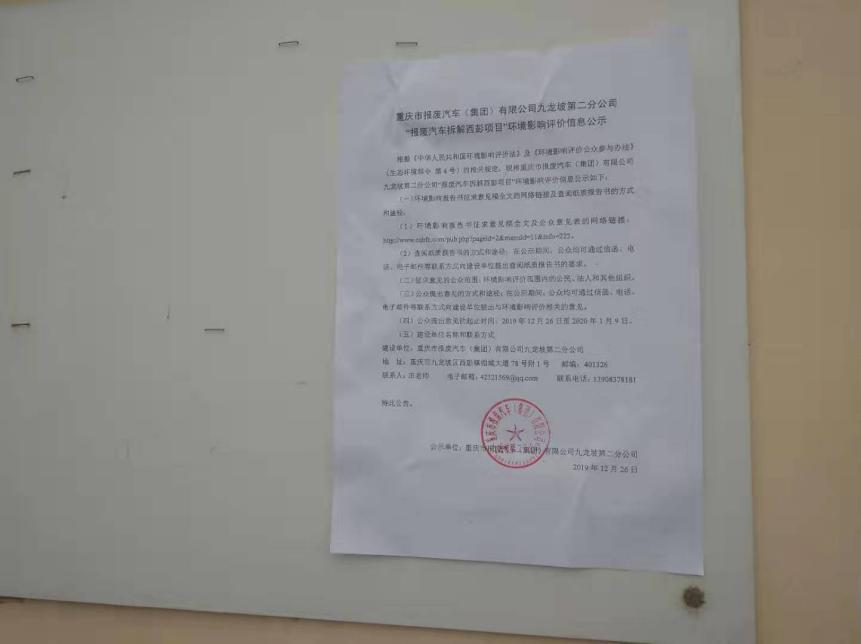 重庆市报废汽车（集团）有限公司九龙坡第二分公司
“报废汽车拆解西彭项目”环境影响评价信息公示
根据《中华人民共和国环境影响评价法》及《环境影响评价公众参与办法》
（生态环境部令 第4号）的相关规定，现将重庆市报废汽车（集团）有限公司
九龙坡第二分公司“报废汽车拆解西彭项目”环境影响评价信息公示如下：
（一）环境影响报告书征求意见稿全文的网络链接及查阅纸质报告书的方式
和途径：
（1）环境影响报告书征求意见稿全文及公众意见表的网络链接：
（2）查阅纸质报告书的方式和途径：在公示期间，公众均可通过信函、电
话、电子邮件等联系方式向建设单位提出查阅纸质报告书的要求。
（二）征求意见的公众范围：环境影响评价范围内的公民、法人和其他组织。
（三）公众提出意见的方式和途径：在公示期间，公众均可通过信函、电话、
电子邮件等联系方式向建设单位提出与环境影响评价相关的意见。
（四）公众提出意见的起止时间：2019年12月26日至2020年1月9日。
（五）建设单位名称和联系方式
建设单位：重庆市报废汽车（集团）有限公司九龙坡第二分公司
地 址：重庆市九龙坡区西彭镇铝城大道78号附1号 邮编：401326
联系人：王老师 电子邮箱：42321569@qq.com 联系电话：13908378181
特此公告。
公示单位：重庆市报废汽车（集团）有限公司九龙坡第二分公司
2019年12月26日